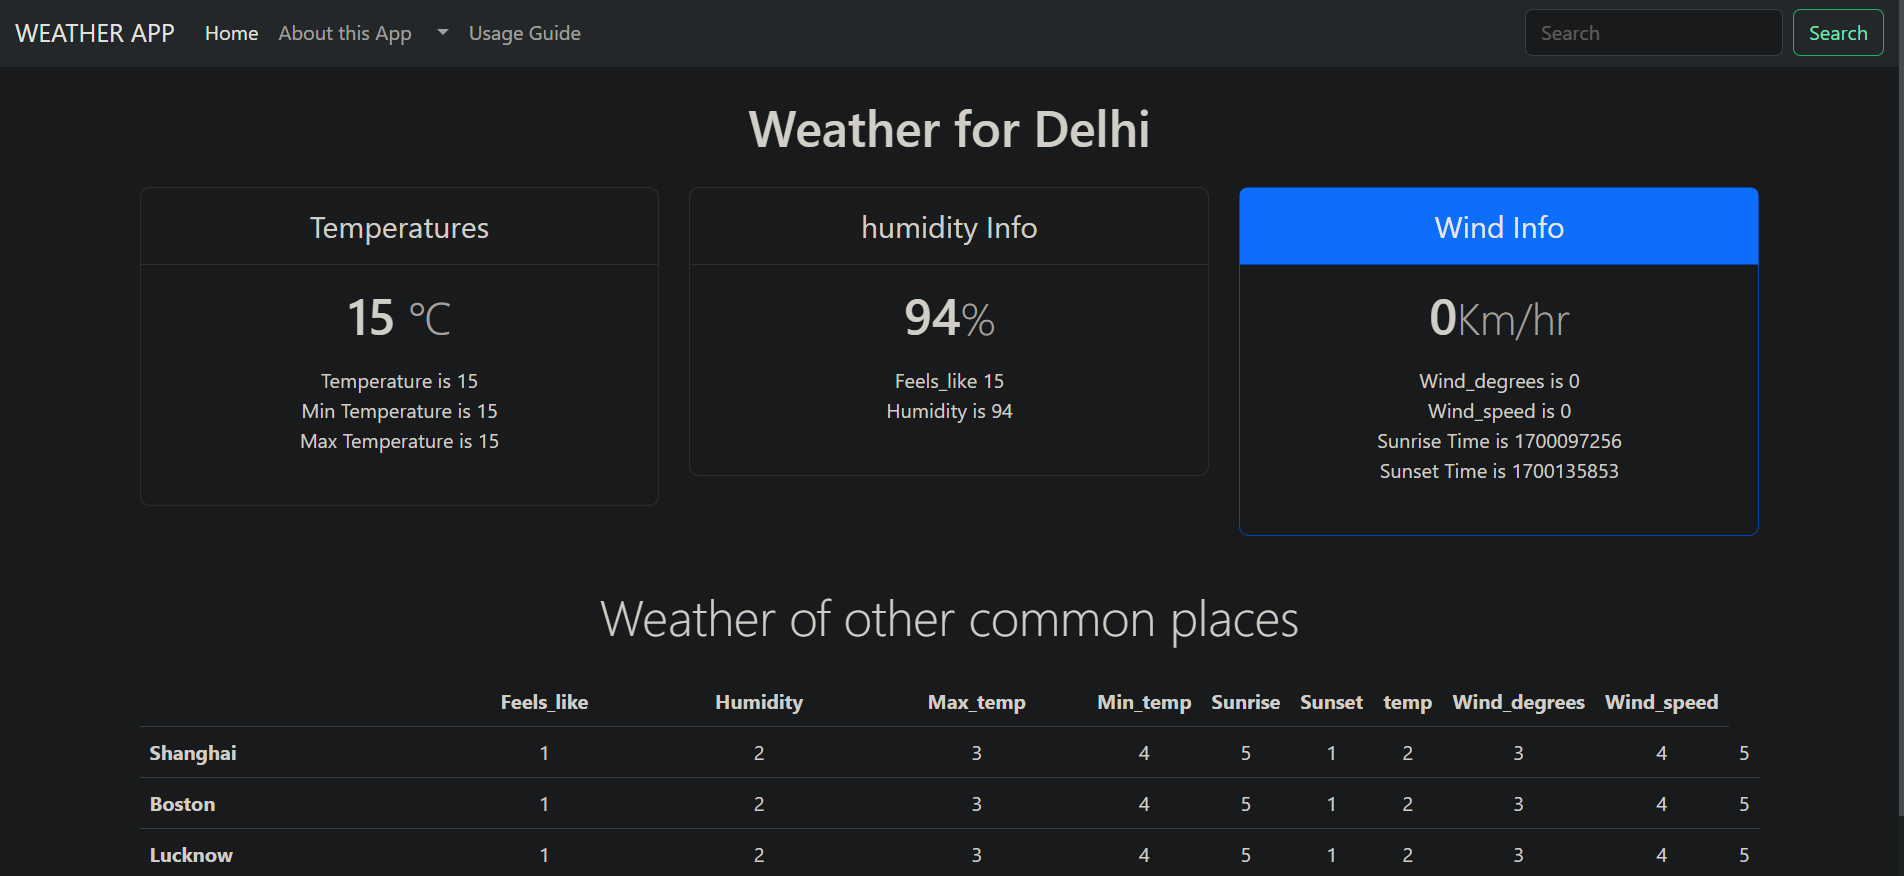 WEATHER APP Home About this App Usage Guide Search Search
Weather for Delhi
Temperatures
15 °C
Temperature is 15
Min Temperature is 15
Max Temperature is 15
humidity Info
94%
Feels_like 15
Humidity is 94
Wind Info
0Km/hr
Wind_degrees is 0
Wind_speed is 0
Sunrise Time is 1700097256
Sunset Time is 1700135853
Weather of other common places
Feels_like Humidity Max_temp Min_temp Sunrise Sunset temp Wind_degrees Wind_speed
Shanghai 1 2 3 4 5 1 2 3 4 5
Boston 1 2 3 4 5 1 2 3 4 5
Lucknow 1 2 3 4 5 1 2 3 4 5